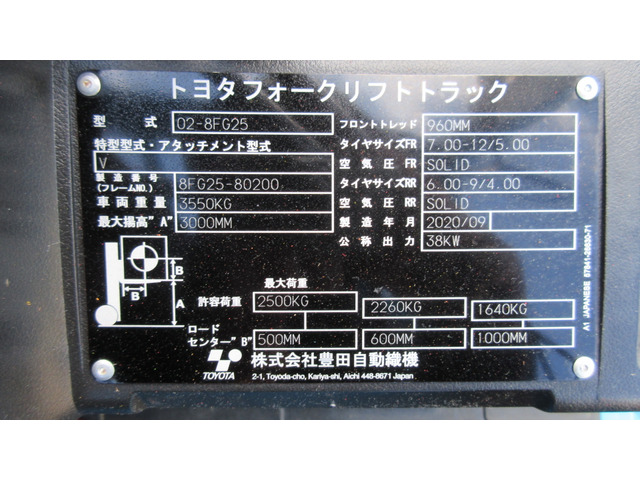 トヨタフォークリフトトラック
型 式 02-8FG25
特型型式・アタッチメント型式
V
製造番号
(フレームNO.) 8FG25-80200
車両重量 3550KG
最大揚高"A" 3000MM
フロントトレッド 960MM
タイヤサイズFR 7.00-12/5.00
空気圧FR SOLID
タイヤサイズRR 6.00-9/4.00
空気圧RR SOLID
製造年月 2020/09
公称出力 38KW
B
B
A
最大荷重
許容荷重 2500KG 2260KG 1640KG
ロード
センター"B" 500MM 600MM 1000MM
TOYOTA
株式会社豊田自動織機
2-1, Toyoda-cho, Kariya-shi, Aichi 448-8671 Japan